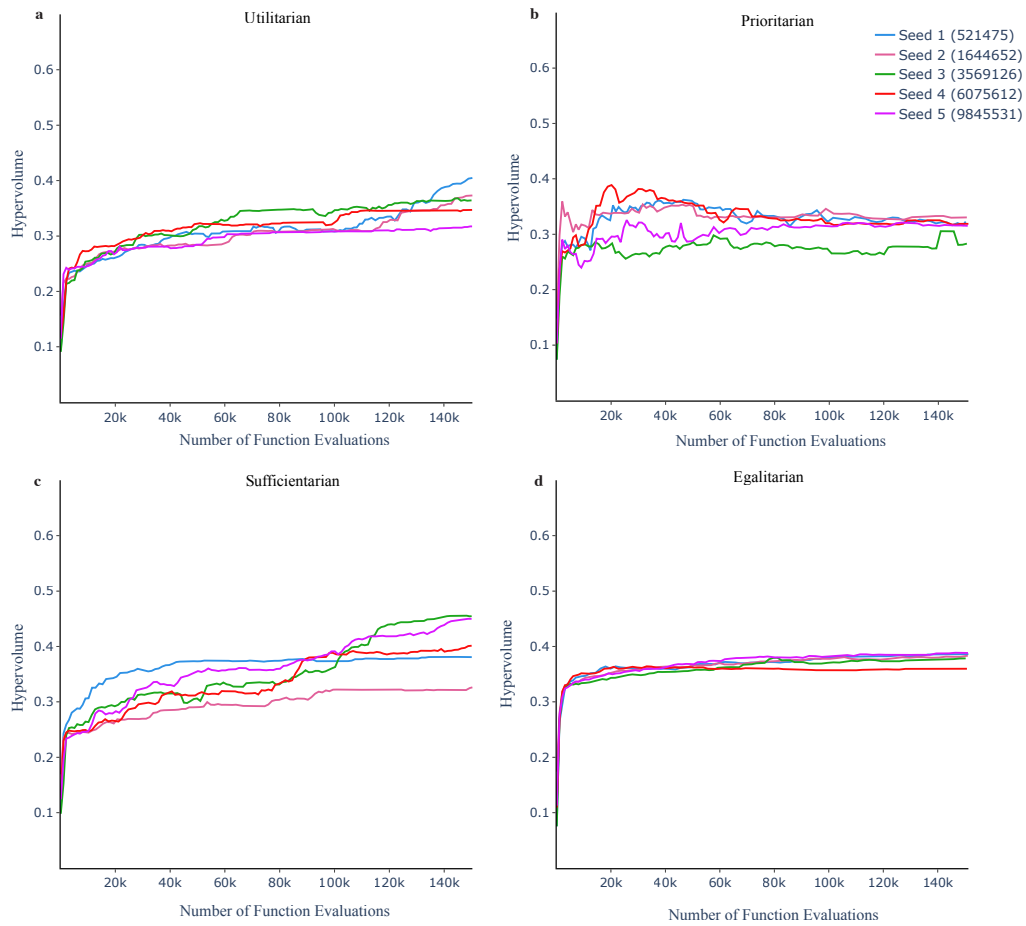 a
Utilitarian
Hypervolume
0.6
0.5
0.4
0.3
0.2
0.1
20k 40k 60k 80k 100k 120k 140k
Number of Function Evaluations
b
Prioritarian
Seed 1 (521475)
Seed 2 (1644652)
Seed 3 (3569126)
Seed 4 (6075612)
Seed 5 (9845531)
Hypervolume
0.6
0.5
0.4
0.3
0.2
0.1
20k 40k 60k 80k 100k 120k 140k
Number of Function Evaluations
c
Sufficientarian
Hypervolume
0.6
0.5
0.4
0.3
0.2
0.1
20k 40k 60k 80k 100k 120k 140k
Number of Function Evaluations
d
Egalitarian
Hypervolume
0.6
0.5
0.4
0.3
0.2
0.1
20k 40k 60k 80k 100k 120k 140k
Number of Function Evaluations